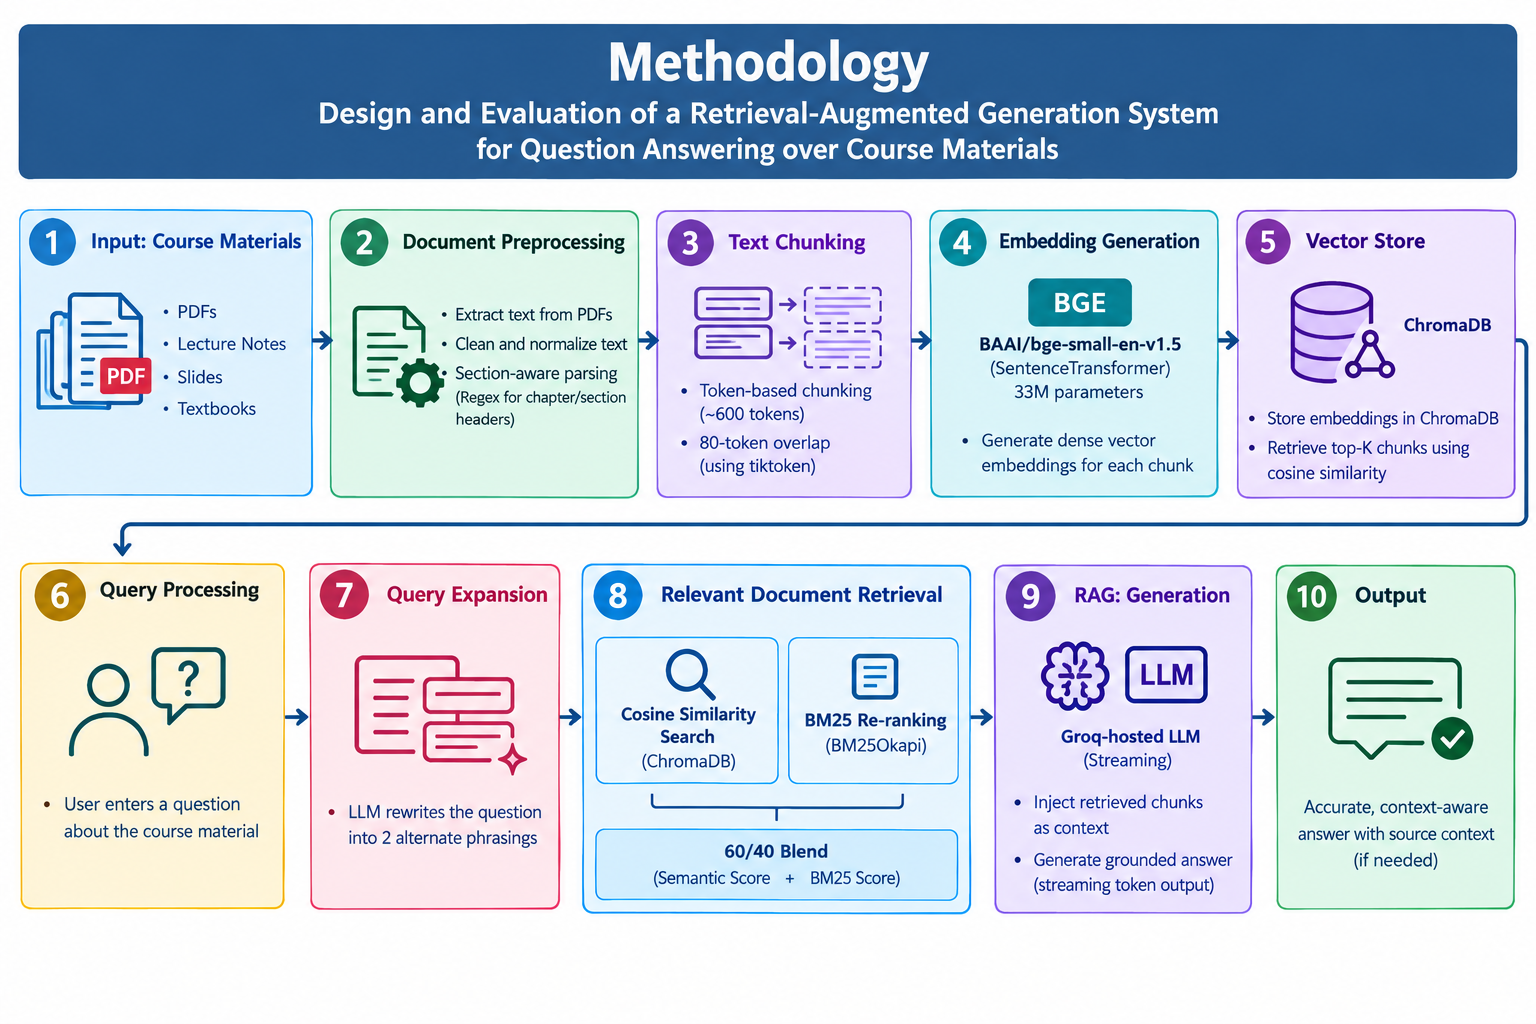 Methodology
Design and Evaluation of a Retrieval-Augmented Generation System
for Question Answering over Course Materials
1
Input: Course Materials
PDF
• PDFs
• Lecture Notes
• Slides
• Textbooks
2
Document Preprocessing
• Extract text from PDFs
• Clean and normalize text
• Section-aware parsing
(Regex for chapter/section
headers)
3
Text Chunking
• Token-based chunking
(~600 tokens)
• 80-token overlap
(using tiktoken)
4
Embedding Generation
BGE
BAAI/bge-small-en-v1.5
(SentenceTransformer)
33M parameters
• Generate dense vector
embeddings for each chunk
5
Vector Store
ChromaDB
• Store embeddings in ChromaDB
• Retrieve top-K chunks using
cosine similarity
6
Query Processing
?
• User enters a question
about the course material
7
Query Expansion
• LLM rewrites the question
into 2 alternate phrasings
8
Relevant Document Retrieval
Cosine Similarity
Search
(ChromaDB)
BM25 Re-ranking
(BM25Okapi)
60/40 Blend
(Semantic Score + BM25 Score)
9
RAG: Generation
LLM
Groq-hosted LLM
(Streaming)
• Inject retrieved chunks
as context
• Generate grounded answer
(streaming token output)
10
Output
Accurate, context-aware
answer with source context
(if needed)